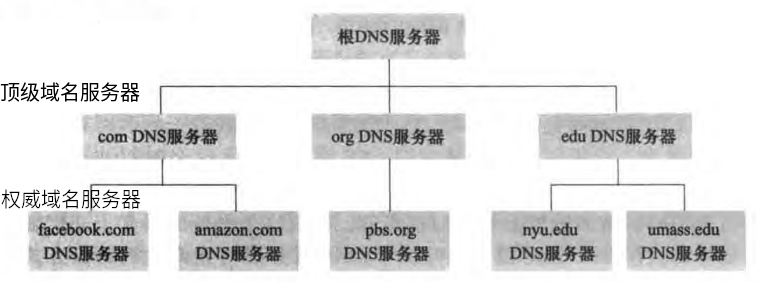 根DNS服务器
顶级域名服务器
com DNS服务器
org DNS服务器
edu DNS服务器
权威域名服务器
facebook.com
DNS服务器
amazon.com
DNS服务器
pbs.org
DNS服务器
nyu.edu
DNS服务器
umass.edu
DNS服务器